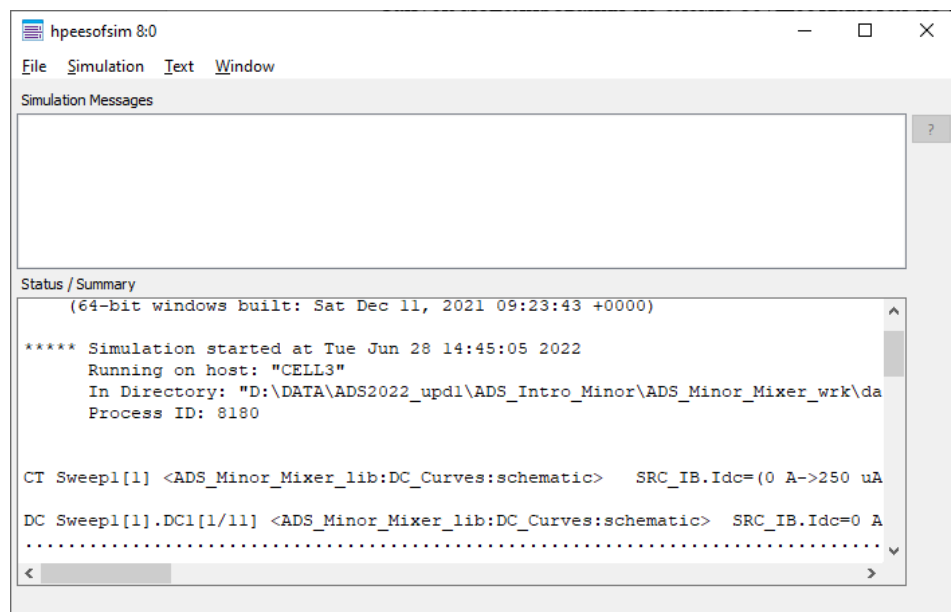 hpeesofsim 8:0
File Simulation Text Window
Simulation Messages
?
Status / Summary
(64-bit windows built: Sat Dec 11, 2021 09:23:43 +0000)
***** Simulation started at Tue Jun 28 14:45:05 2022
Running on host: "CELL3"
In Directory: "D:\DATA\ADS2022_upd1\ADS_Intro_Minor\ADS_Minor_Mixer_wrk\da
Process ID: 8180
CT Sweep1[1] <ADS_Minor_Mixer_lib:DC_Curves:schematic> SRC_IB.Idc=(0 A->250 uA
DC Sweep1[1].DC1[1/11] <ADS_Minor_Mixer_lib:DC_Curves:schematic> SRC_IB.Idc=0 A
................................................................................